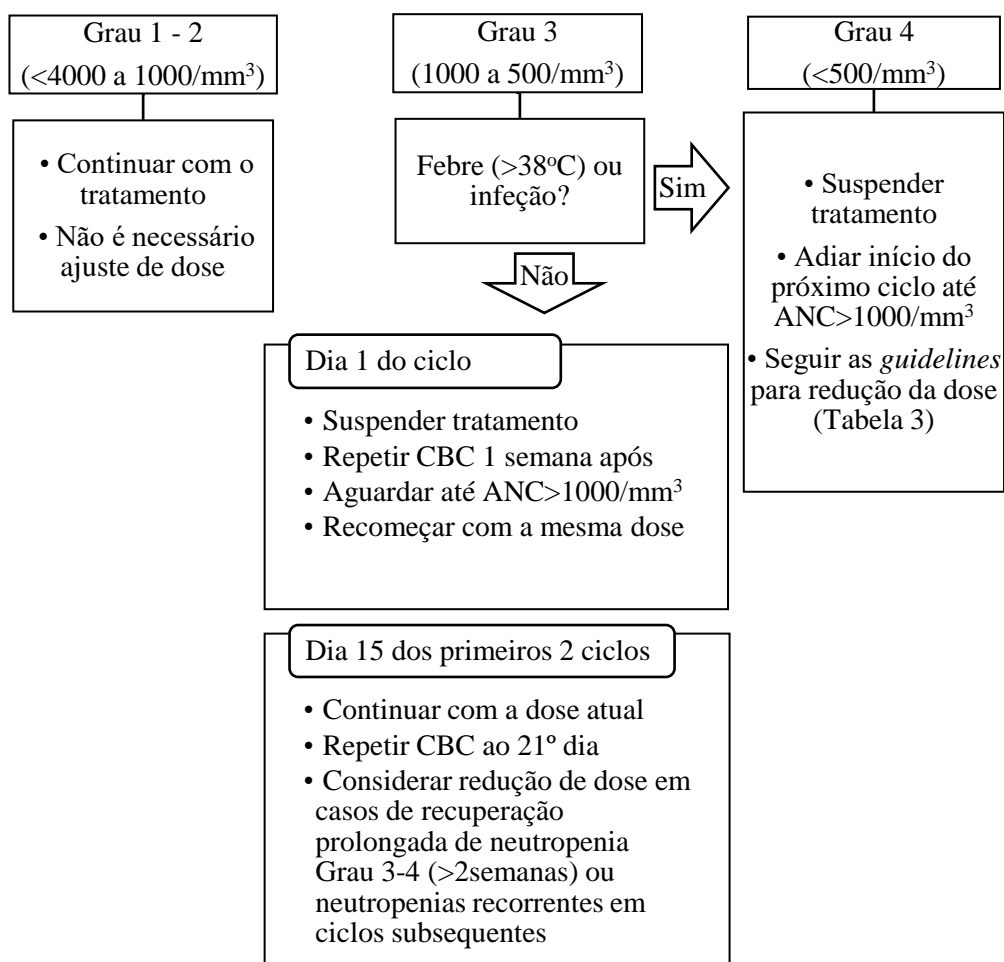 Grau 1 - 2
(<4000 a 1000/mm³)
• Continuar com o
tratamento
• Não é necessário
ajuste de dose
Grau 3
(1000 a 500/mm³)
Febre (>38ºC) ou
infeção?
Sim
Não
Grau 4
(<500/mm³)
• Suspender
tratamento
• Adiar início do
próximo ciclo até
ANC>1000/mm³
• Seguir as guidelines
para redução da dose
(Tabela 3)
Dia 1 do ciclo
• Suspender tratamento
• Repetir CBC 1 semana após
• Aguardar até ANC>1000/mm³
• Recomeçar com a mesma dose
Dia 15 dos primeiros 2 ciclos
• Continuar com a dose atual
• Repetir CBC ao 21º dia
• Considerar redução de dose em
casos de recuperação
prolongada de neutropenia
Grau 3-4 (>2semanas) ou
neutropenias recorrentes em
ciclos subsequentes